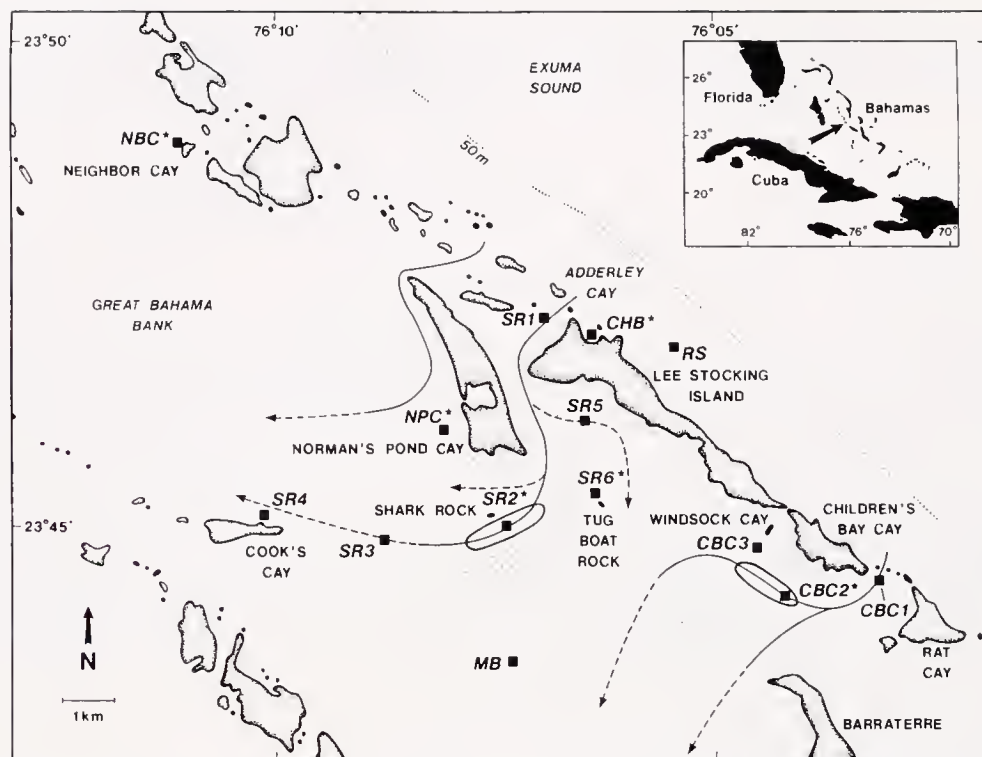 76°10'
76°05'
23°50'
EXUMA
SOUND
50m
26°
Florida
Bahamas
23°
Cuba
20°
82°
76°
70°
NBC*
NEIGHBOR CAY
GREAT BAHAMA
BANK
ADDERLEY
CAY
SR1
CHB*
RS
LEE STOCKING
ISLAND
NPC*
NORMAN'S POND CAY
SR5
SR4
SHARK ROCK
SR2*
SR6*
TUG
BOAT
ROCK
WINDSOCK CAY
CHILDREN'S
BAY CAY
23°45'
COOK'S
CAY
SR3
CBC3
CBC2*
CBC1
N
1km
MB
RAT
CAY
BARRATERRE